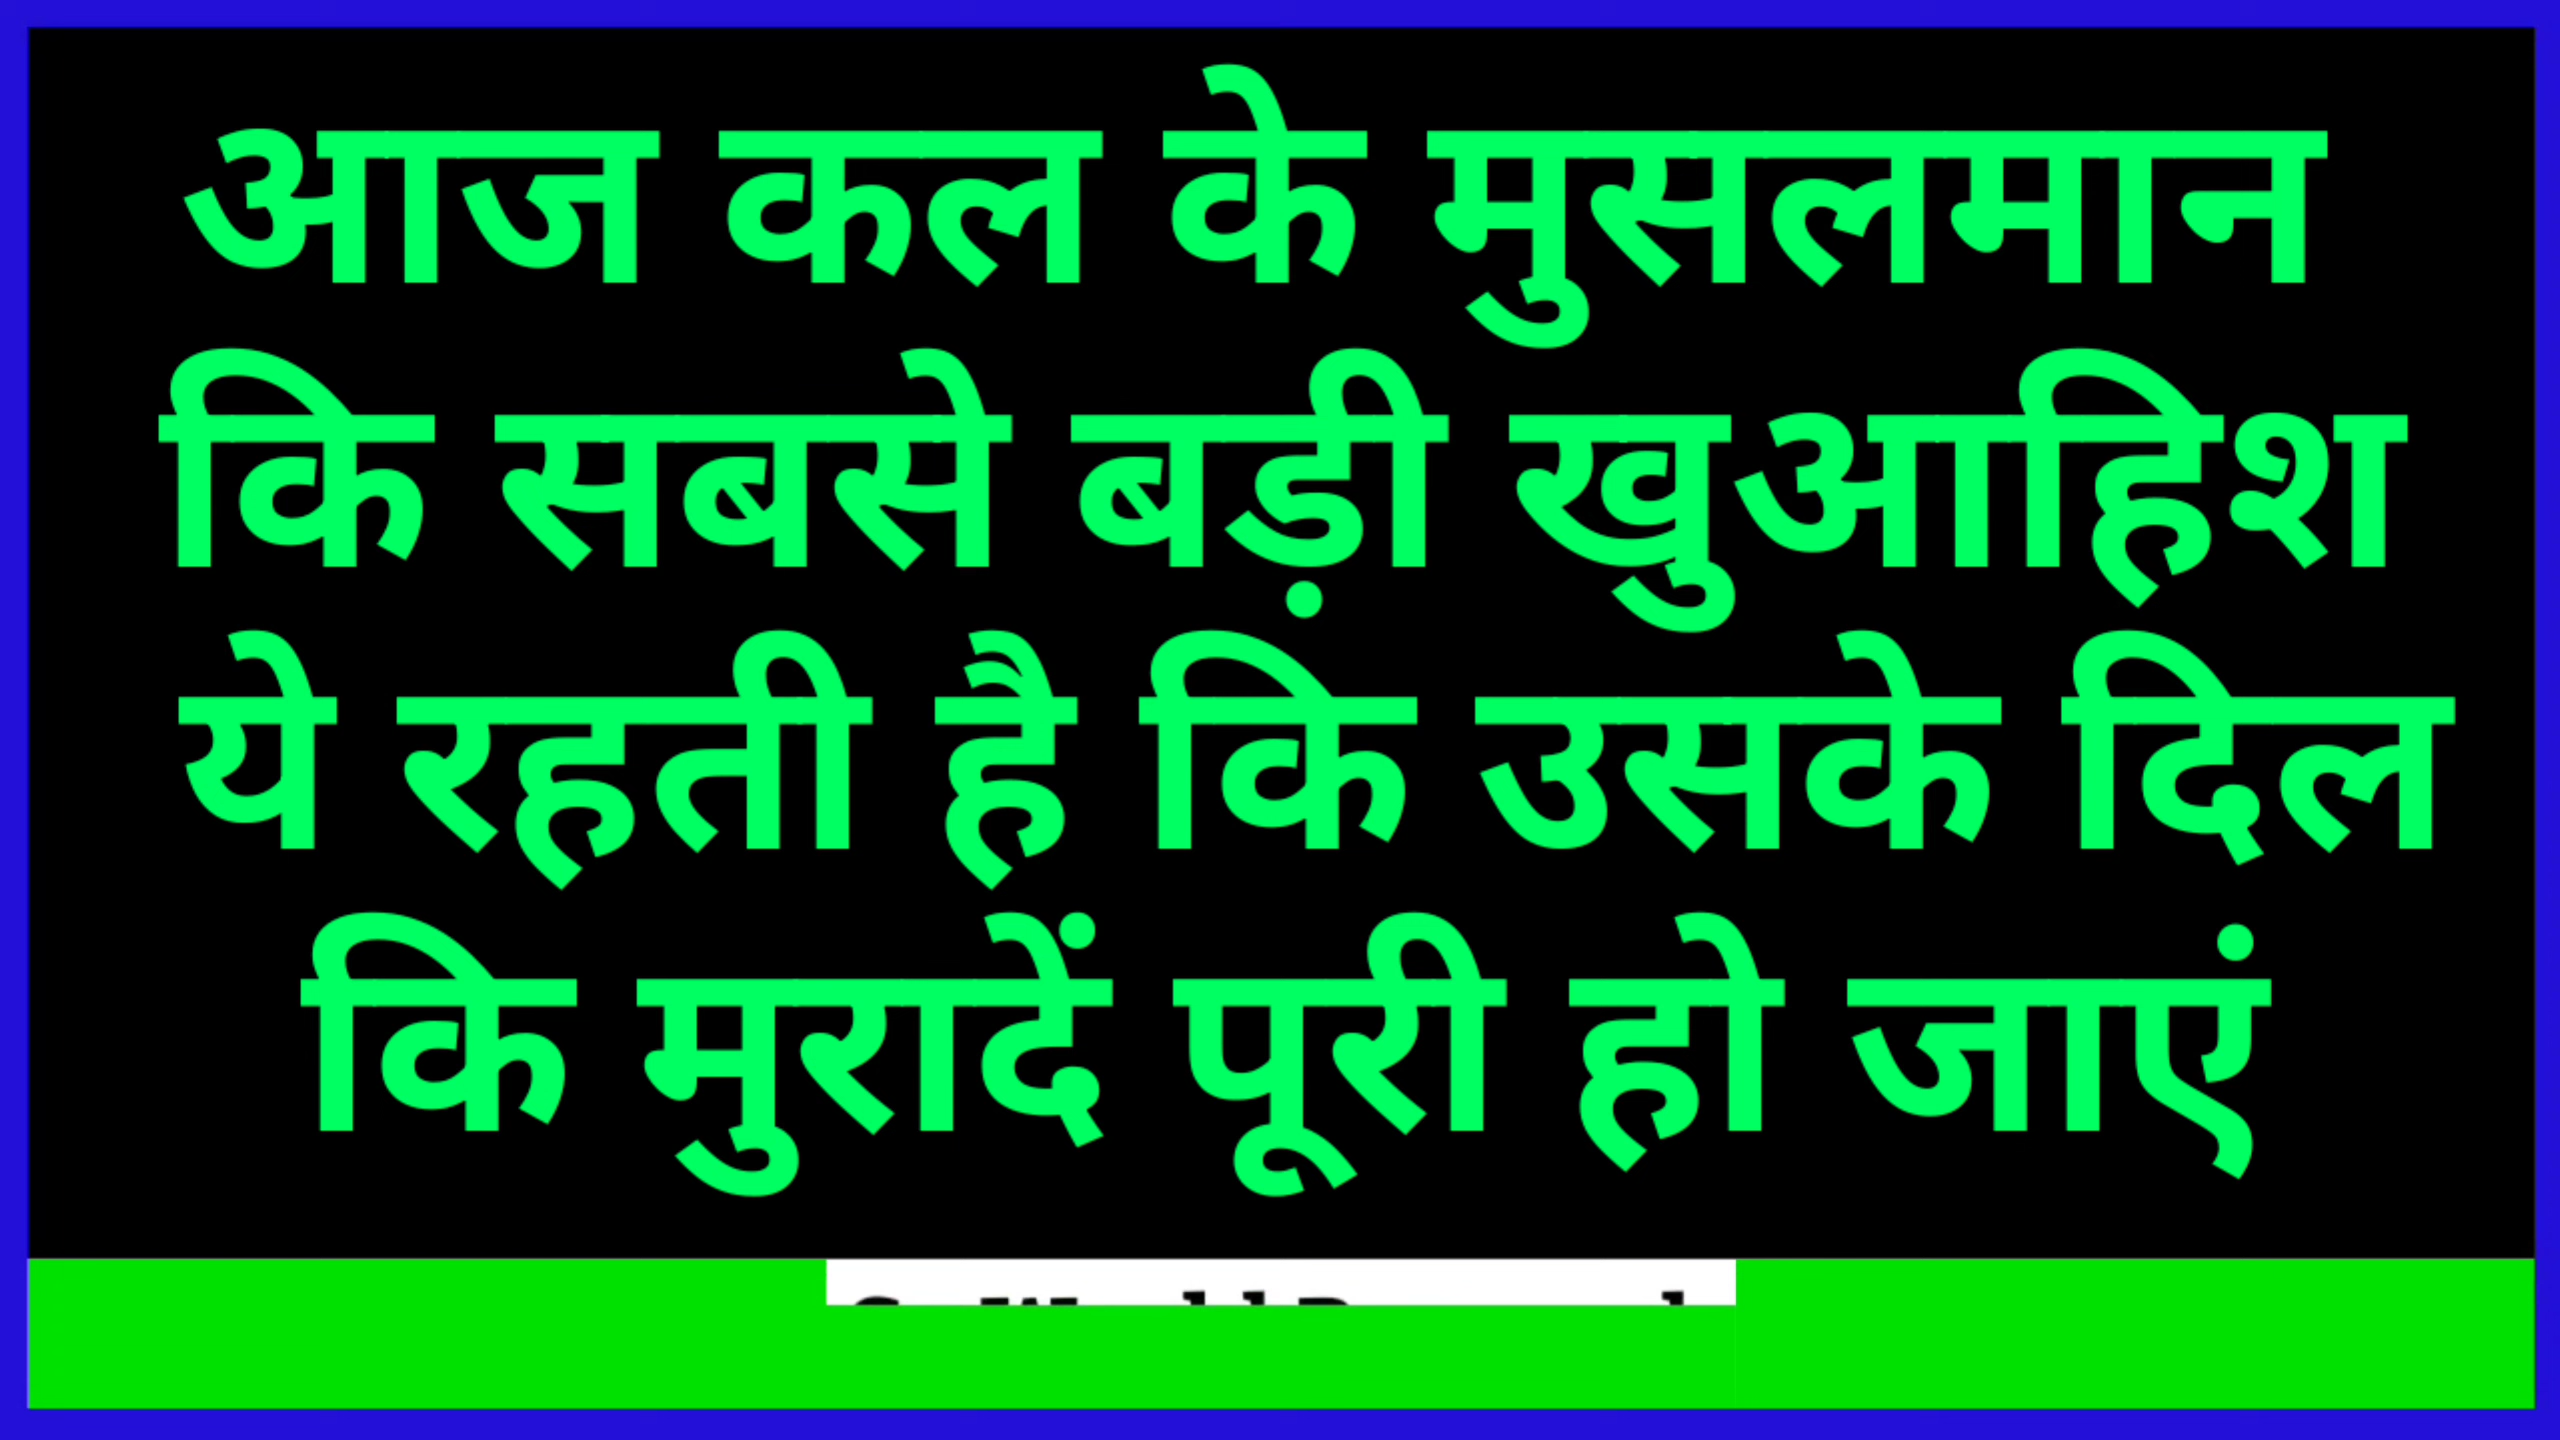 आज कल के मुसलमान
कि सबसे बड़ी खुआहिश
ये रहती है कि उसके दिल
कि मुरादें पूरी हो जाएं